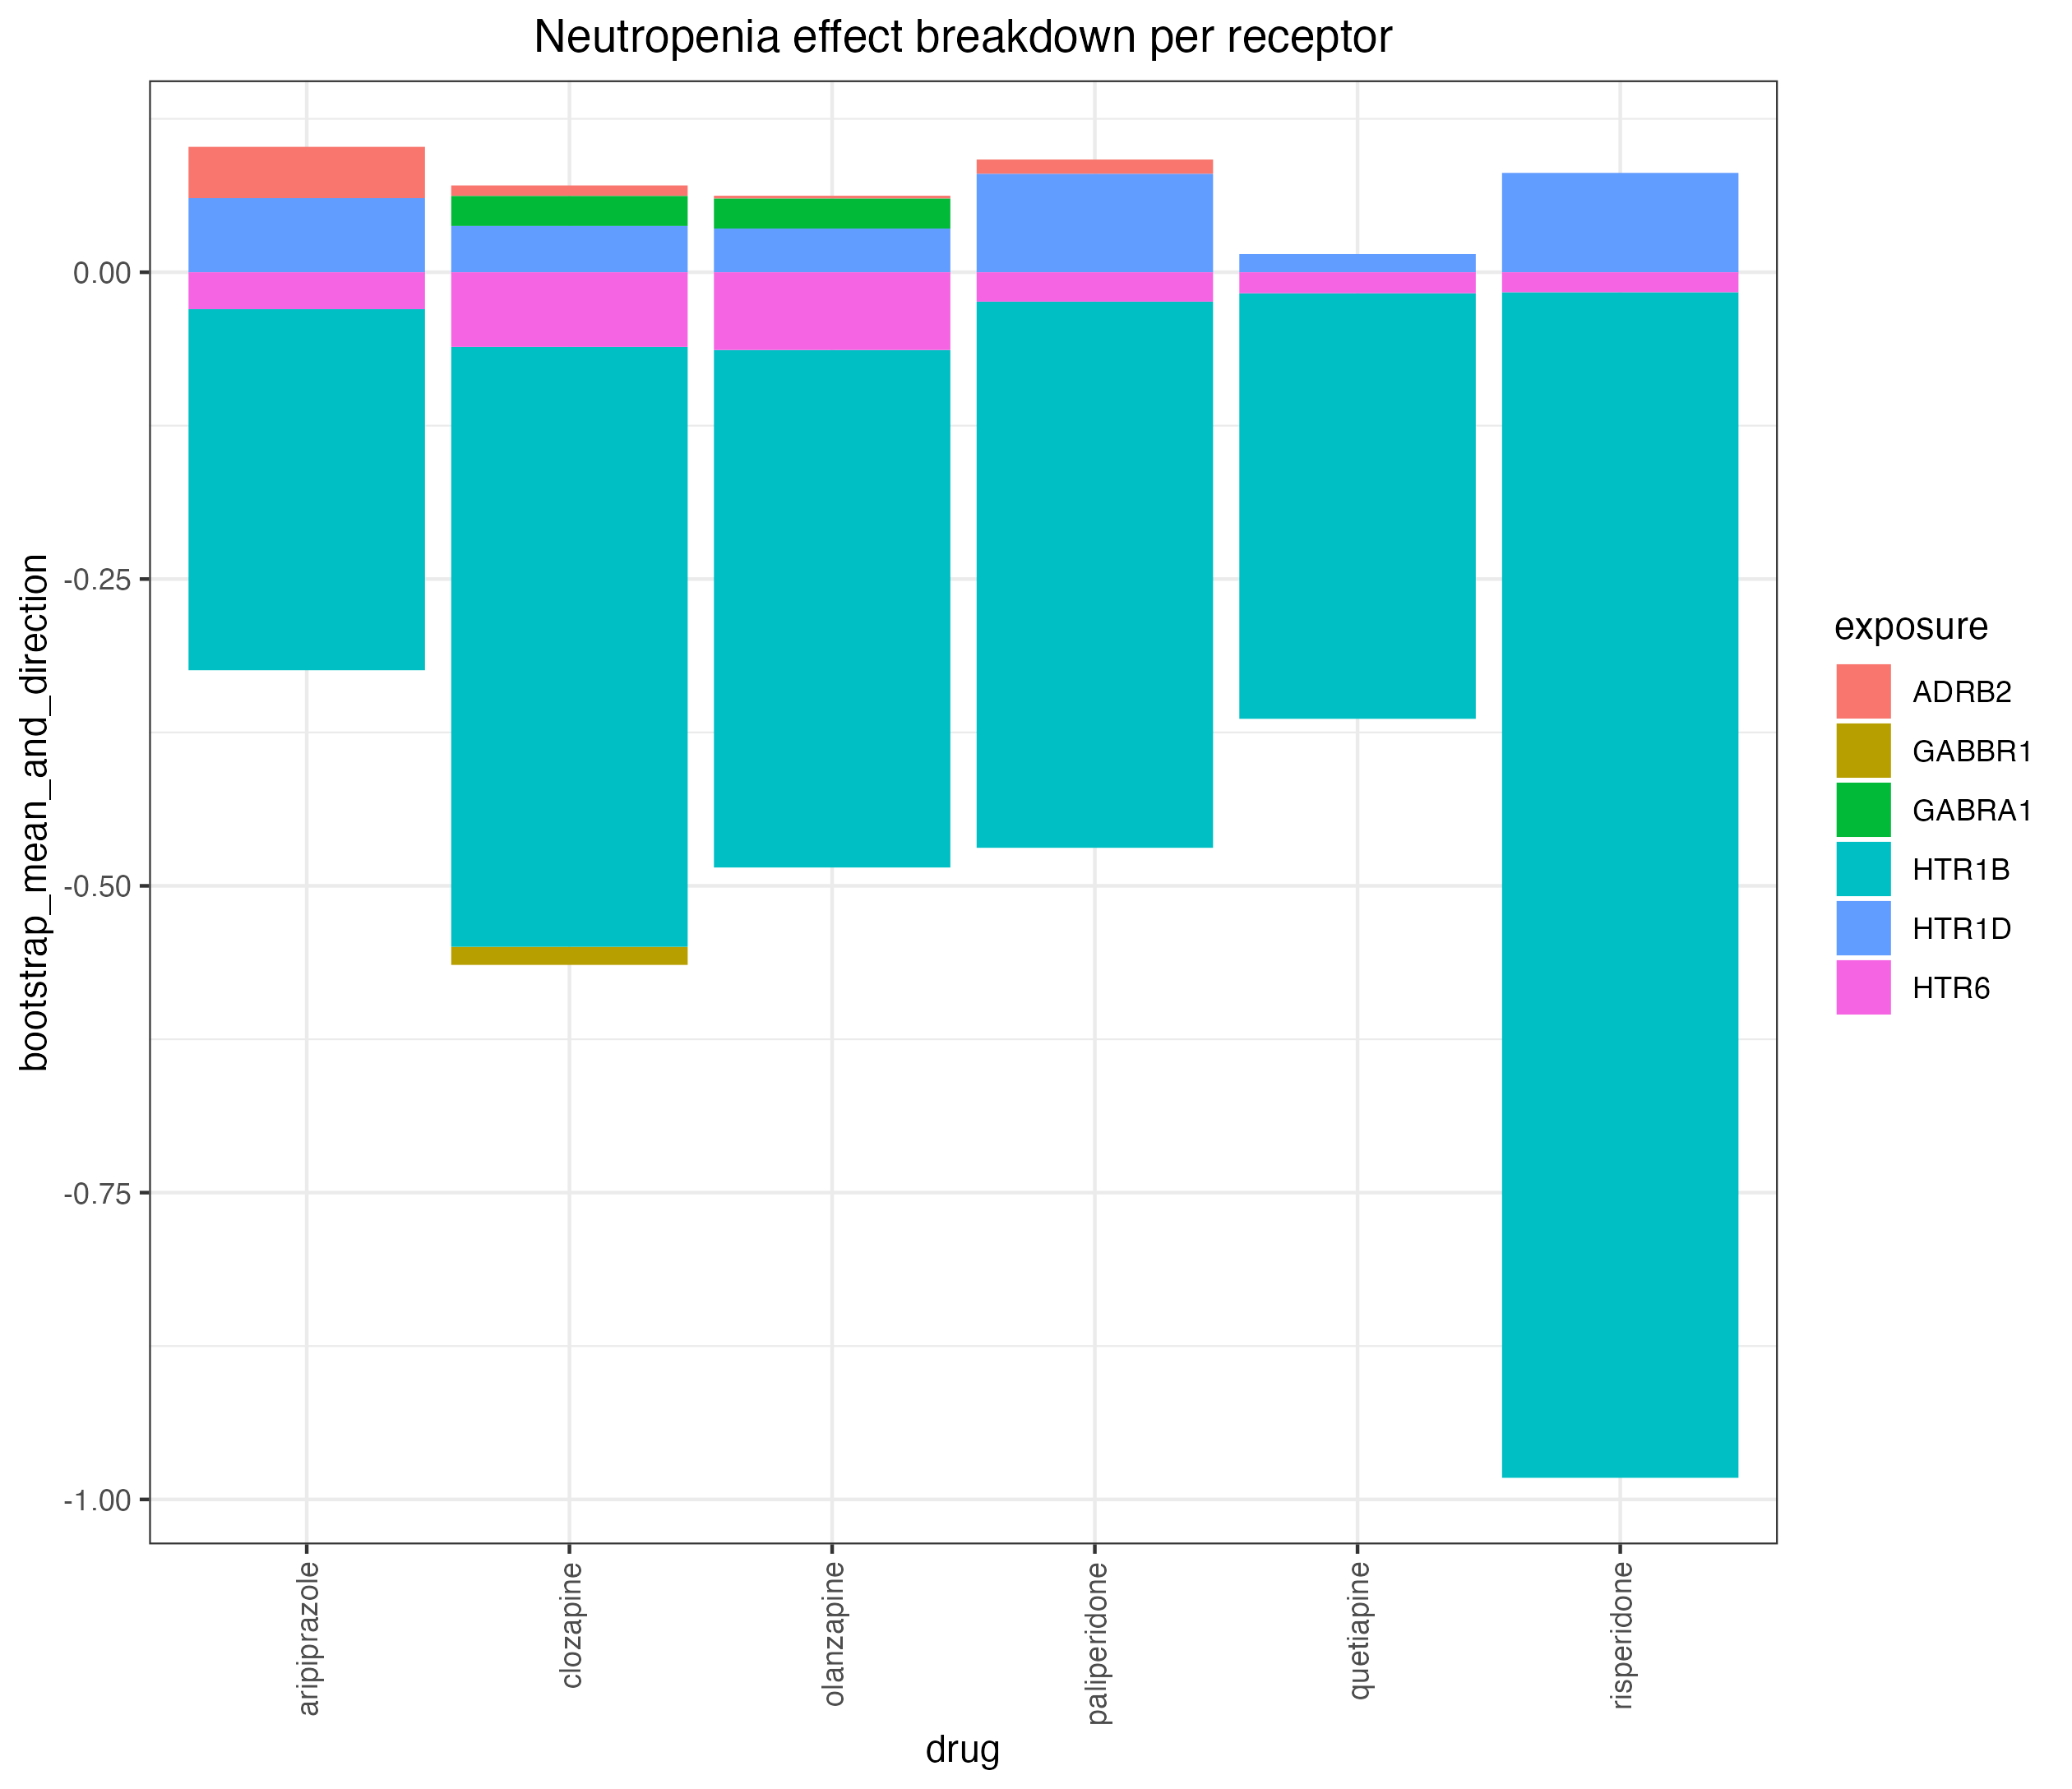 Neutropenia effect breakdown per receptor
bootstrap_mean_and_direction
0.00
-0.25
-0.50
-0.75
-1.00
aripiprazole
clozapine
olanzapine
paliperidone
quetiapine
risperidone
drug
exposure
ADRB2
GABBR1
GABRA1
HTR1B
HTR1D
HTR6